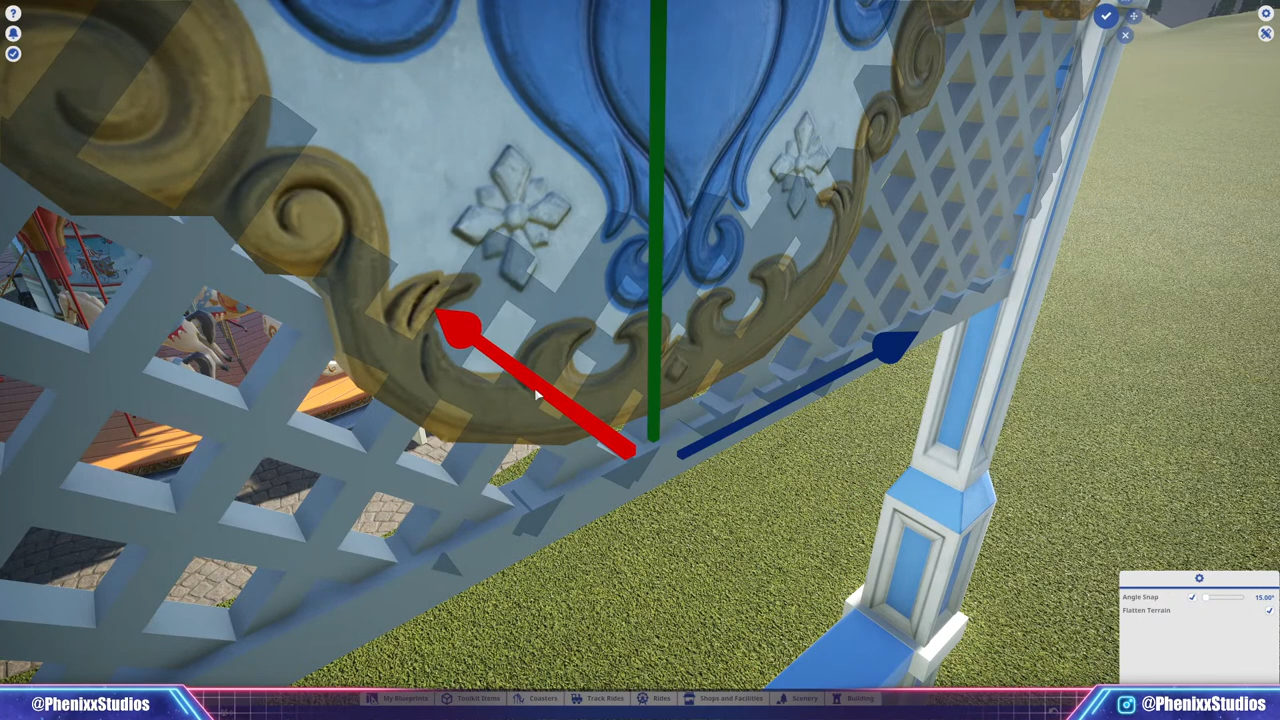 ?
Angle Snap 15.00°
Flatten Terrain
My Blueprints Toolkit Items Coasters Track Rides Rides Shops and Facilities Scenery Building
@PhenixxStudios @PhenixxStudios